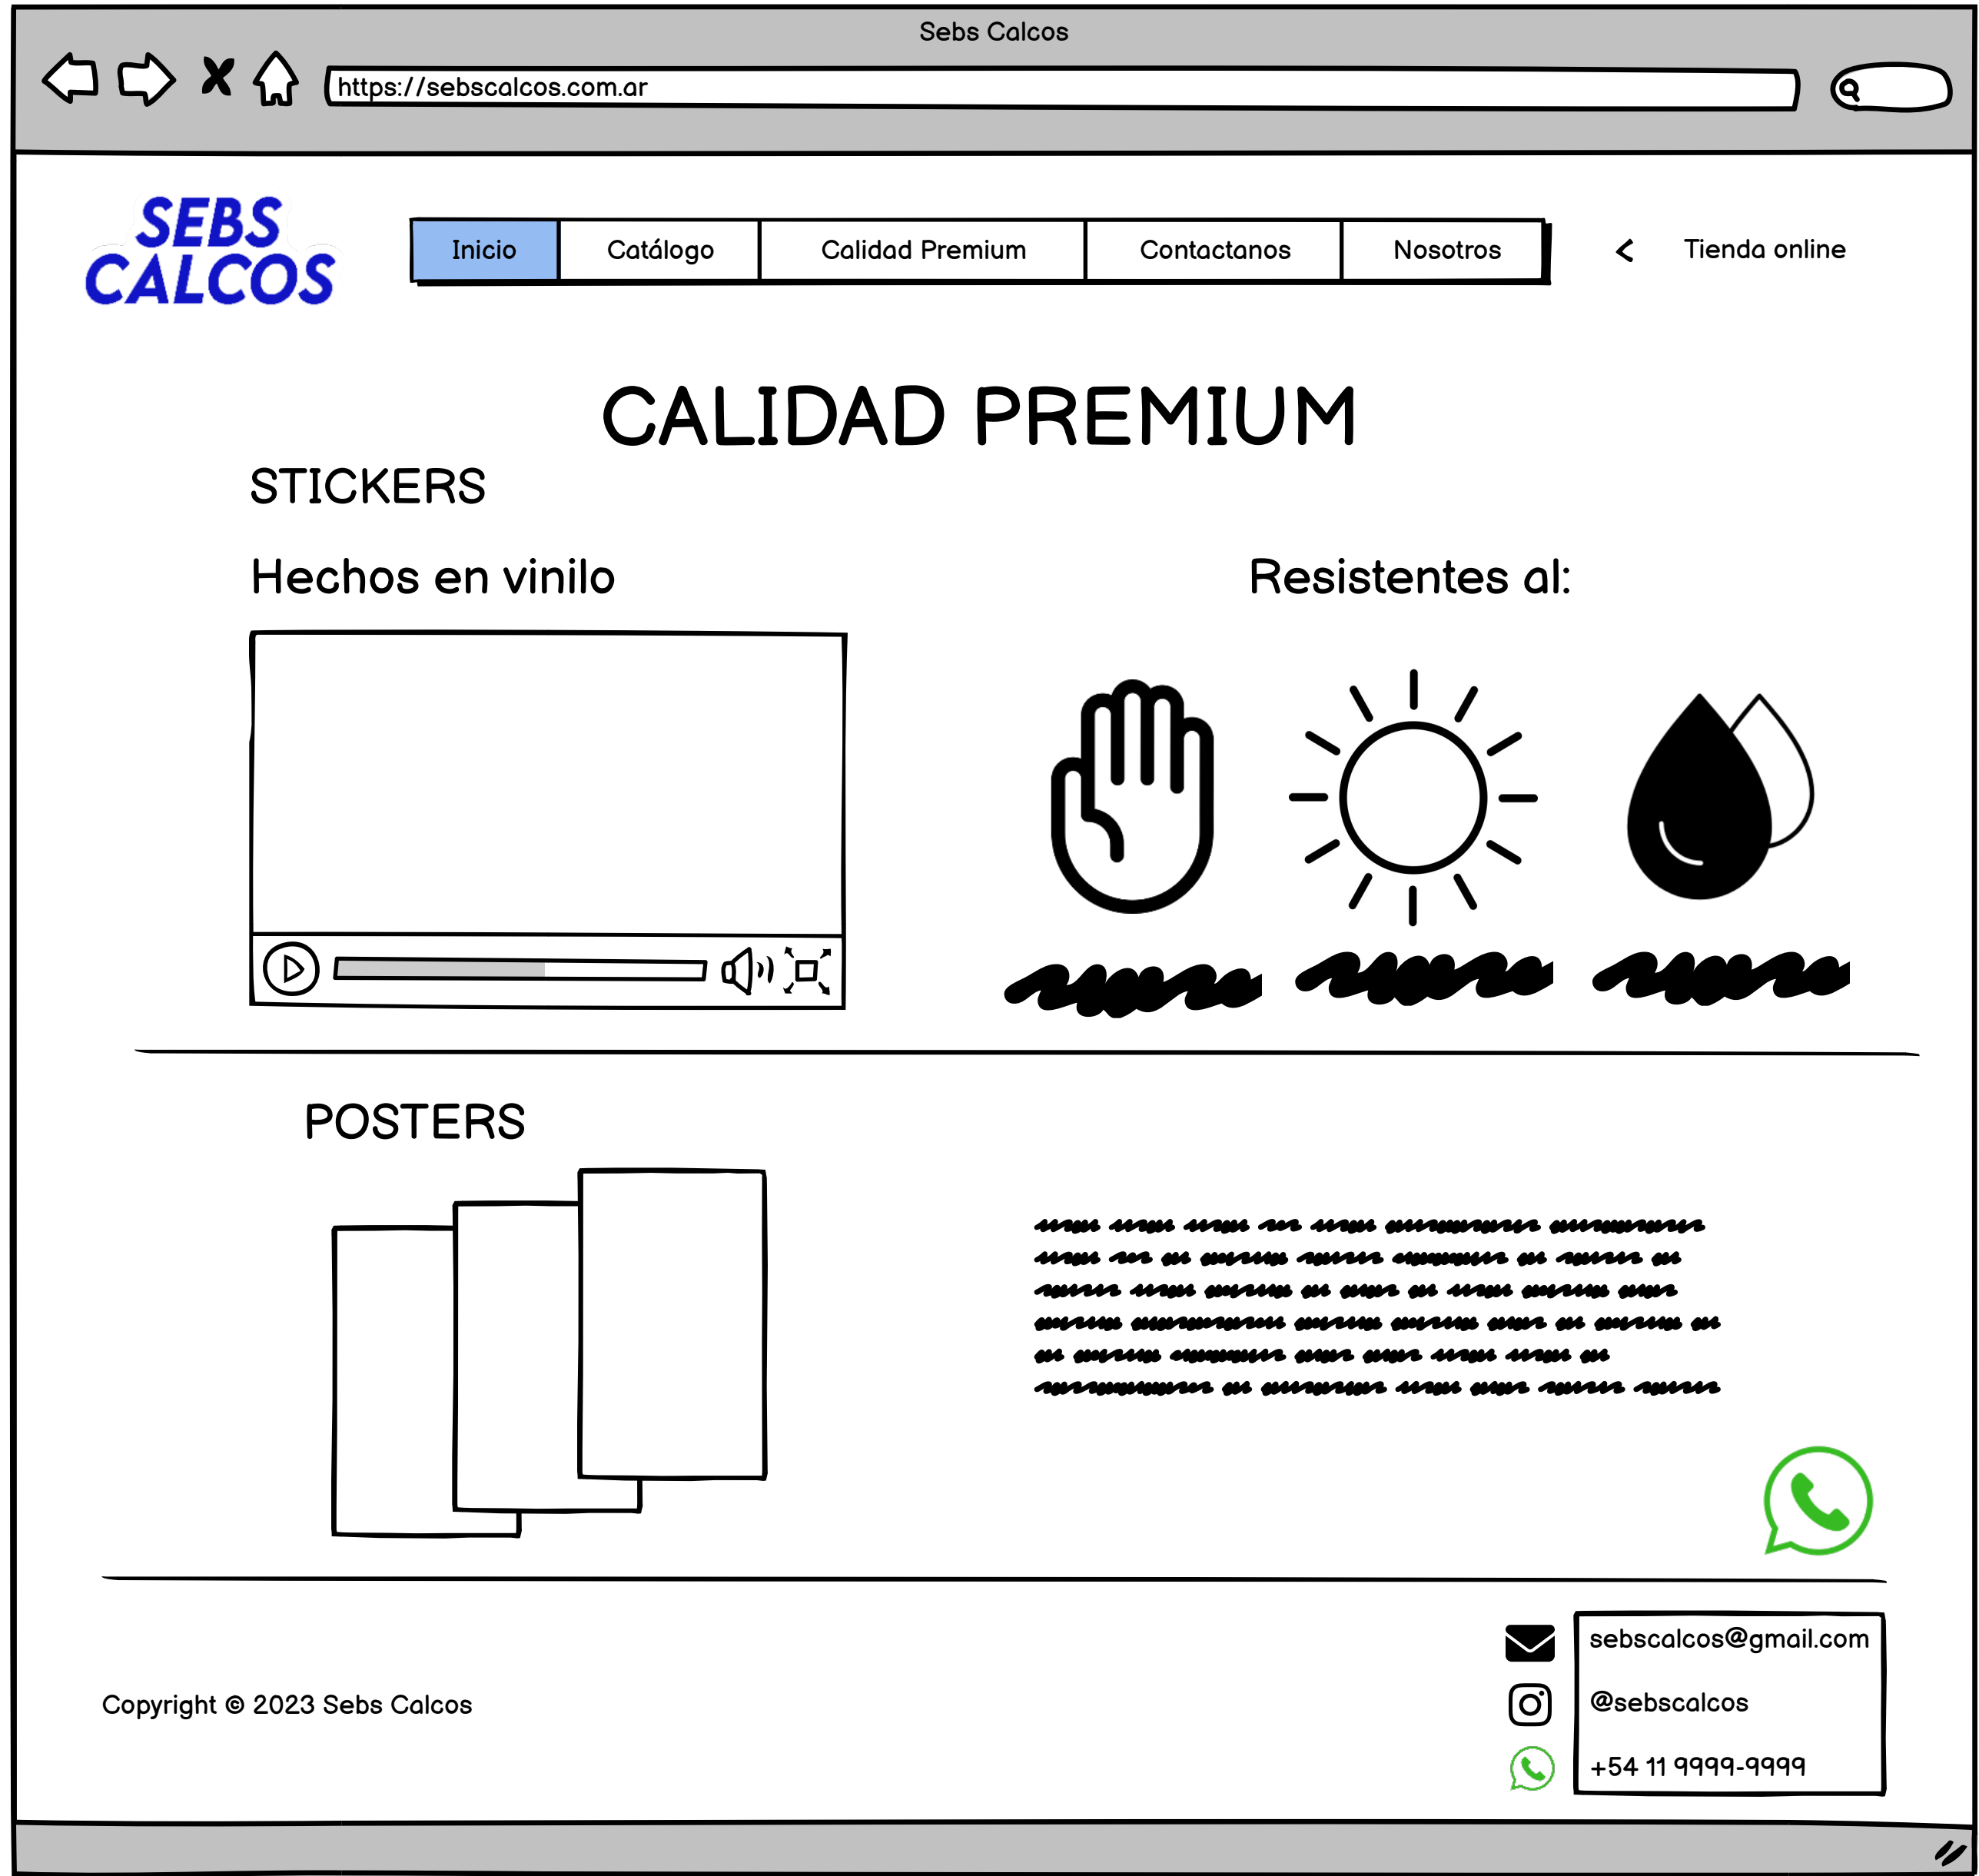 Sebs Calcos
https://sebscalcos.com.ar
SEBS
CALCOS
Inicio Catálogo Calidad Premium Contactanos Nosotros < Tienda online
CALIDAD PREMIUM
STICKERS
Hechos en vinilo
Resistentes al:
POSTERS
sebscalcos@gmail.com
@sebscalcos
+54 11 9999-9999
Copyright © 2023 Sebs Calcos